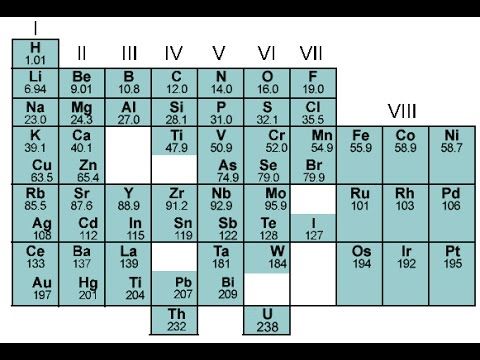 I
II III IV V VI VII
VIII
H
1.01
Li Be B C N O F
6.94 9.01 10.8 12.0 14.0 16.0 19.0
Na Mg Al Si P S Cl
23.0 24.3 27.0 28.1 31.0 32.1 35.5
K Ca Ti V Cr Mn Fe Co Ni
39.1 40.1 47.9 50.9 52.0 54.9 55.9 58.9 58.7
Cu Zn As Se Br
63.5 65.4 74.9 79.0 79.9
Rb Sr Y Zr Nb Mo Ru Rh Pd
85.5 87.6 88.9 91.2 92.9 95.9 101 103 106
Ag Cd In Sn Sb Te I
108 112 115 119 122 128 127
Ce Ba La Ta W Os Ir Pt
133 137 139 181 184 194 192 195
Au Hg Ti Pb Bi
197 201 204 207 209
Th U
232 238